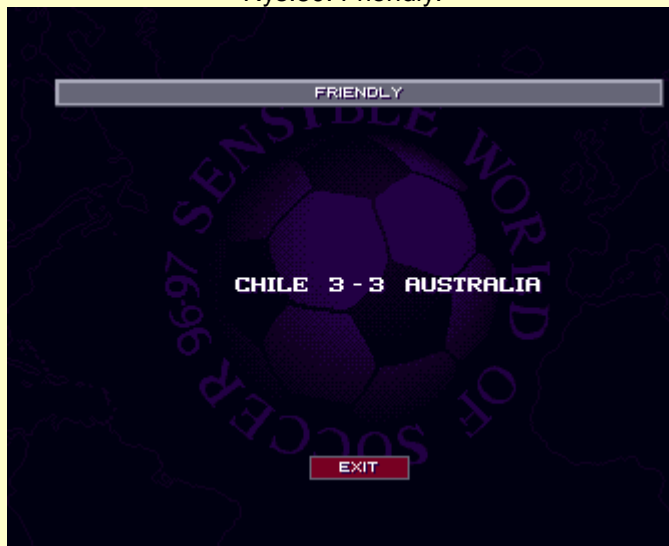 FRIENDLY
SENSIBLE WORLD OF SOCCER 96-97
CHILE 3 - 3 AUSTRALIA
EXIT